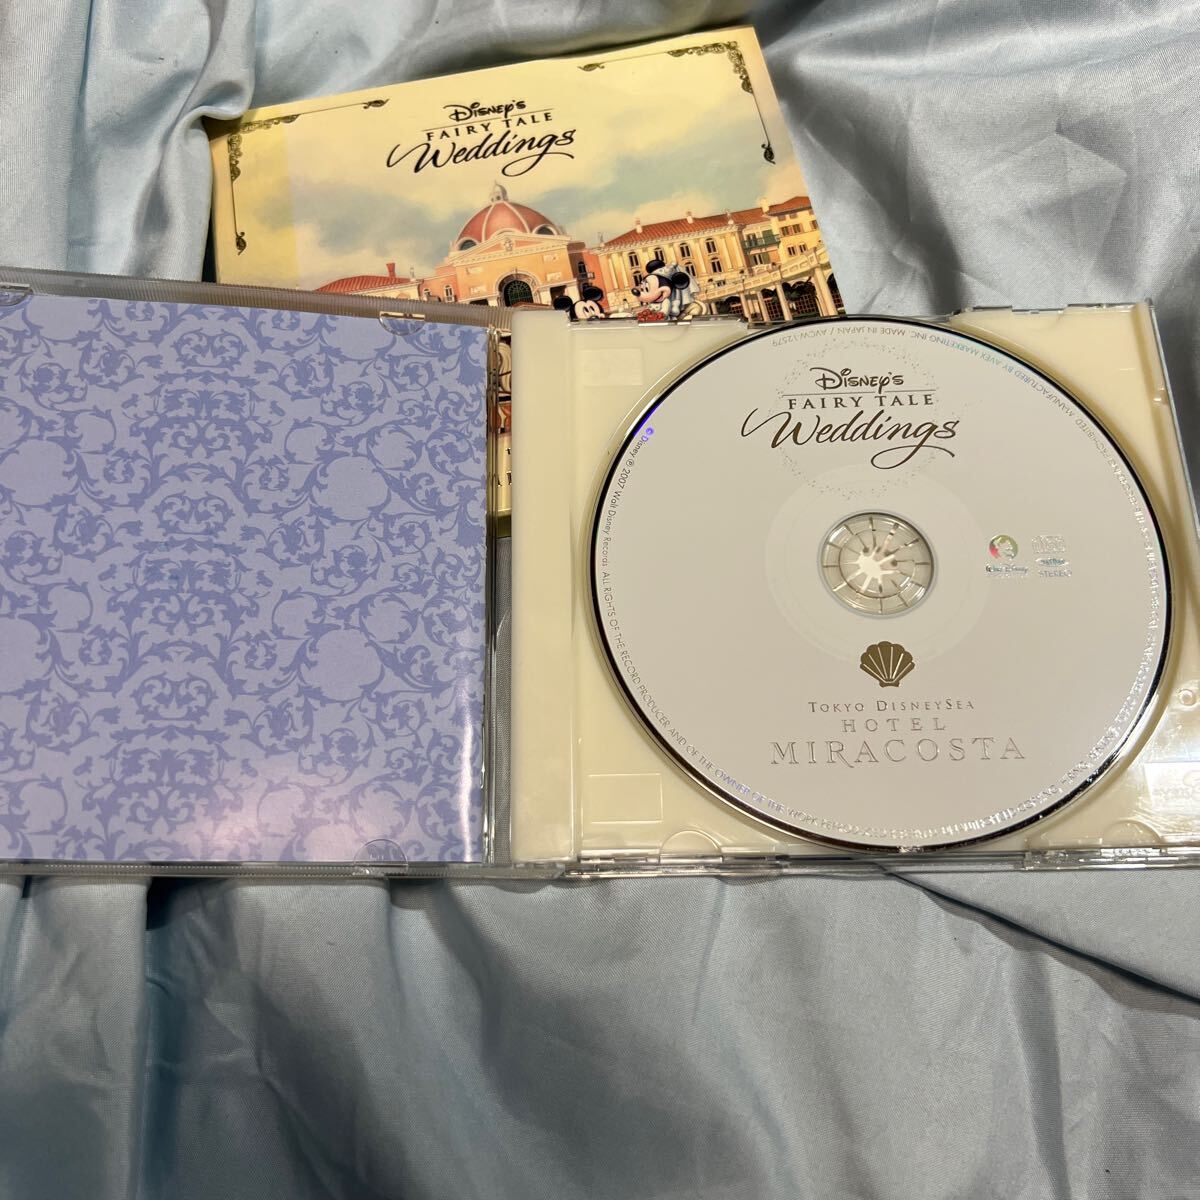 Disney's
FAIRY TALE
Weddings
Disney's
FAIRY TALE
Weddings
TOKYO DISNEYSEA
HOTEL
MIRACOSTA
STEREO
© Disney ℗ 2007 Walt Disney Records ALL RIGHTS OF THE RECORD PRODUCER AND OF THE OWNER OF THE WORK REPRODUCED
MANUFACTURED BY AVEX MARKETING INC. MADE IN JAPAN / AVCW-12579